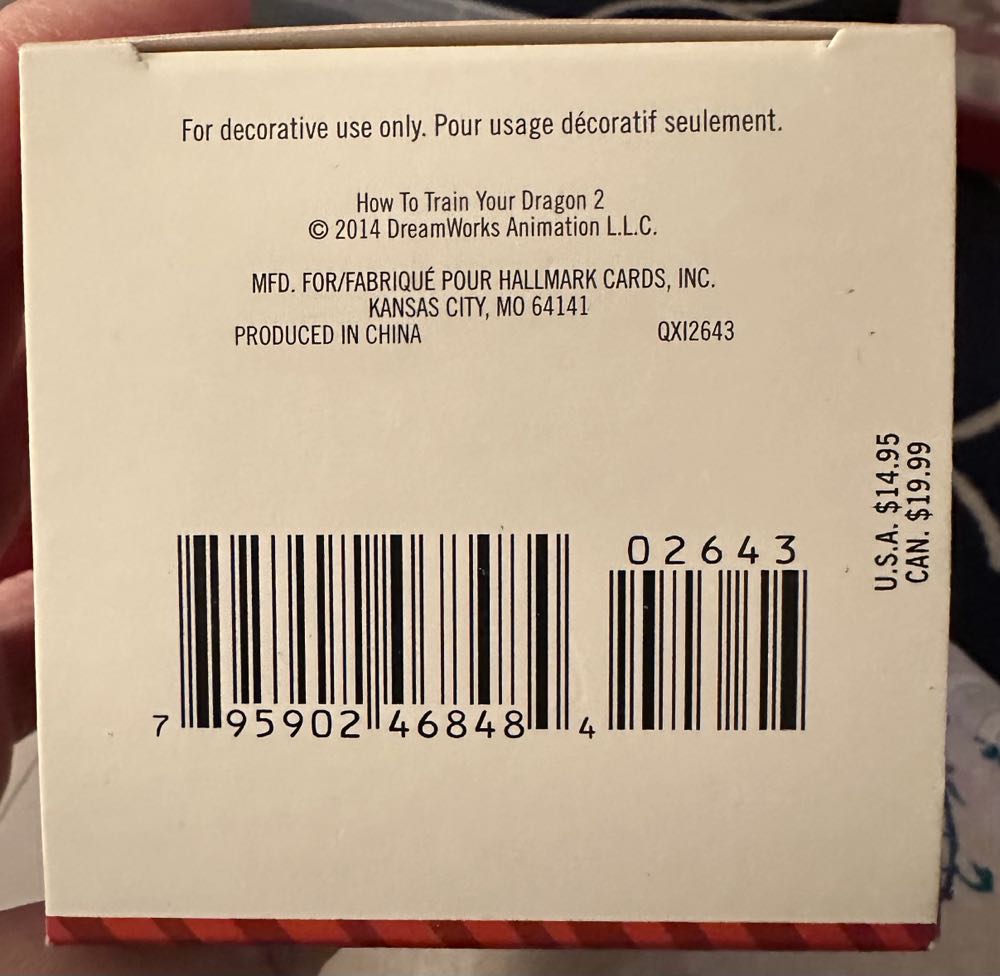 For decorative use only. Pour usage décoratif seulement.
How To Train Your Dragon 2
© 2014 DreamWorks Animation L.L.C.
MFD. FOR/FABRIQUÉ POUR HALLMARK CARDS, INC.
KANSAS CITY, MO 64141
PRODUCED IN CHINA QXI2643
U.S.A. $14.95
CAN. $19.99
02643
7 95902 46848 4